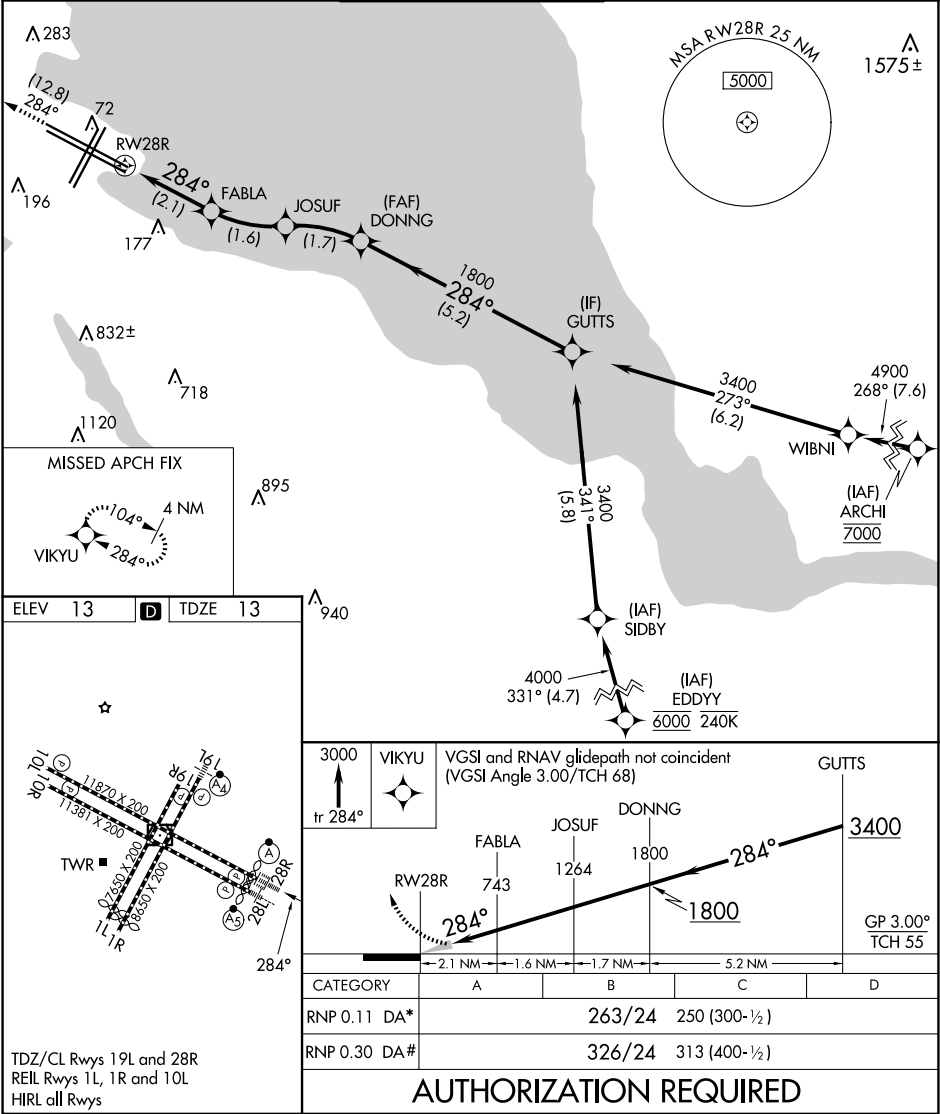 283
MSA RW28R 25 NM
5000
1575±
(12.8)
284°
72
RW28R
196
284°
(2.1)
FABLA
(1.6)
JOSUF
(1.7)
(FAF)
DONNG
177
1800
284°
(5.2)
(IF)
GUTTS
832±
718
1120
3400
273°
(6.2)
4900
268° (7.6)
WIBNI
(IAF)
ARCHI
7000
MISSED APCH FIX
104°
4 NM
284°
VIKYU
895
3400
341°
(5.8)
940
(IAF)
SIDBY
4000
331° (4.7)
(IAF)
EDDYY
6000 240K
ELEV 13 D TDZE 13
10L
10R
P
P
11870 X 200
11381 X 200
19R
19L
P
P
A4
7650 X 200
8650 X 200
TWR
P
P
A
28R
28L
A5
1L
1R
284°
TDZ/CL Rwys 19L and 28R
REIL Rwys 1L, 1R and 10L
HIRL all Rwys
3000
tr 284°
VIKYU
VGSI and RNAV glidepath not coincident
(VGSI Angle 3.00/TCH 68)
GUTTS
DONNG
JOSUF
FABLA
RW28R
3400
1800
1264
743
284°
284°
1800
GP 3.00°
TCH 55
2.1 NM 1.6 NM 1.7 NM 5.2 NM
CATEGORY A B C D
RNP 0.11 DA* 263/24 250 (300-½)
RNP 0.30 DA# 326/24 313 (400-½)
AUTHORIZATION REQUIRED